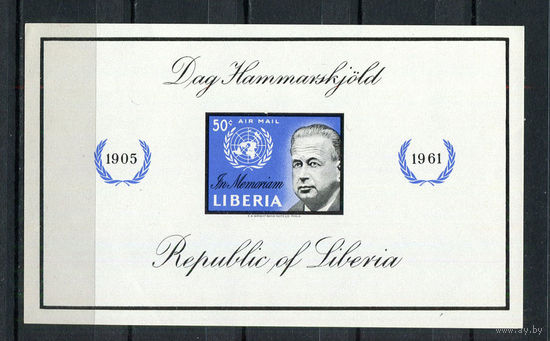 Dag Hammarskjöld
50c AIR MAIL
1905
1961
In Memoriam
LIBERIA
Republic of Liberia
www.ay.by